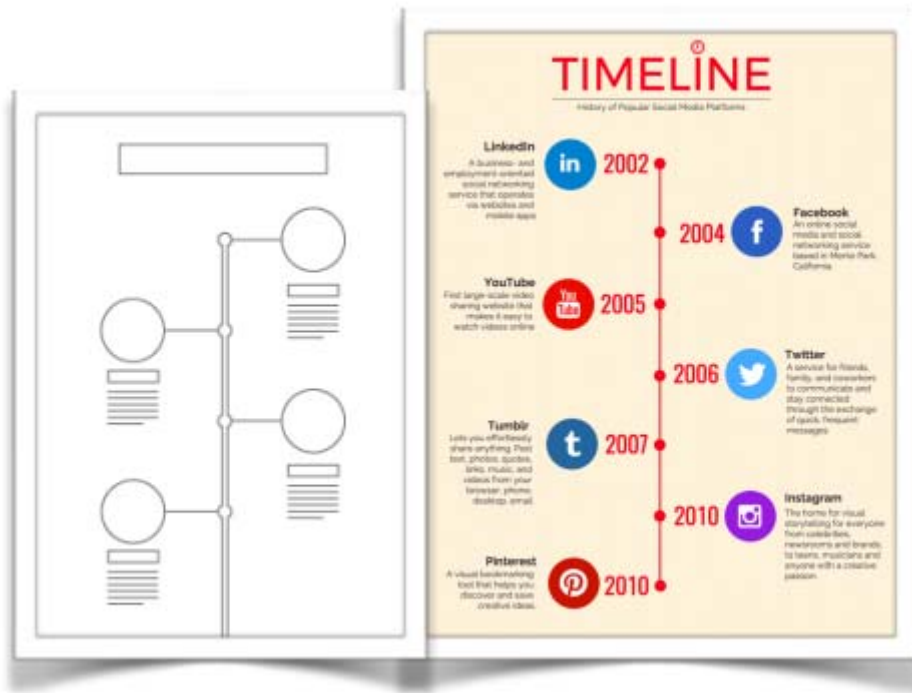 TIMELINE
History of Popular Social Media Platforms
LinkedIn
A business- and
employment-oriented
social networking
service that operates
via websites and
mobile apps
in
2002
2004
f
Facebook
An online social
media and social
networking service
based in Menlo Park,
California
YouTube
First large-scale video
sharing website that
makes it easy to
watch videos online
You
Tube
2005
2006
Twitter
A service for friends,
family, and coworkers
to communicate and
stay connected
through the exchange
of quick, frequent
messages
Tumblr
Lets you effortlessly
share anything. Post
text, photos, quotes,
links, music, and
videos from your
browser, phone,
desktop, email
t
2007
2010
Instagram
The home for visual
storytelling for everyone
from celebrities,
newsrooms and brands,
to teens, musicians and
anyone with a creative
passion.
Pinterest
A visual bookmarking
tool that helps you
discover and save
creative ideas.
2010